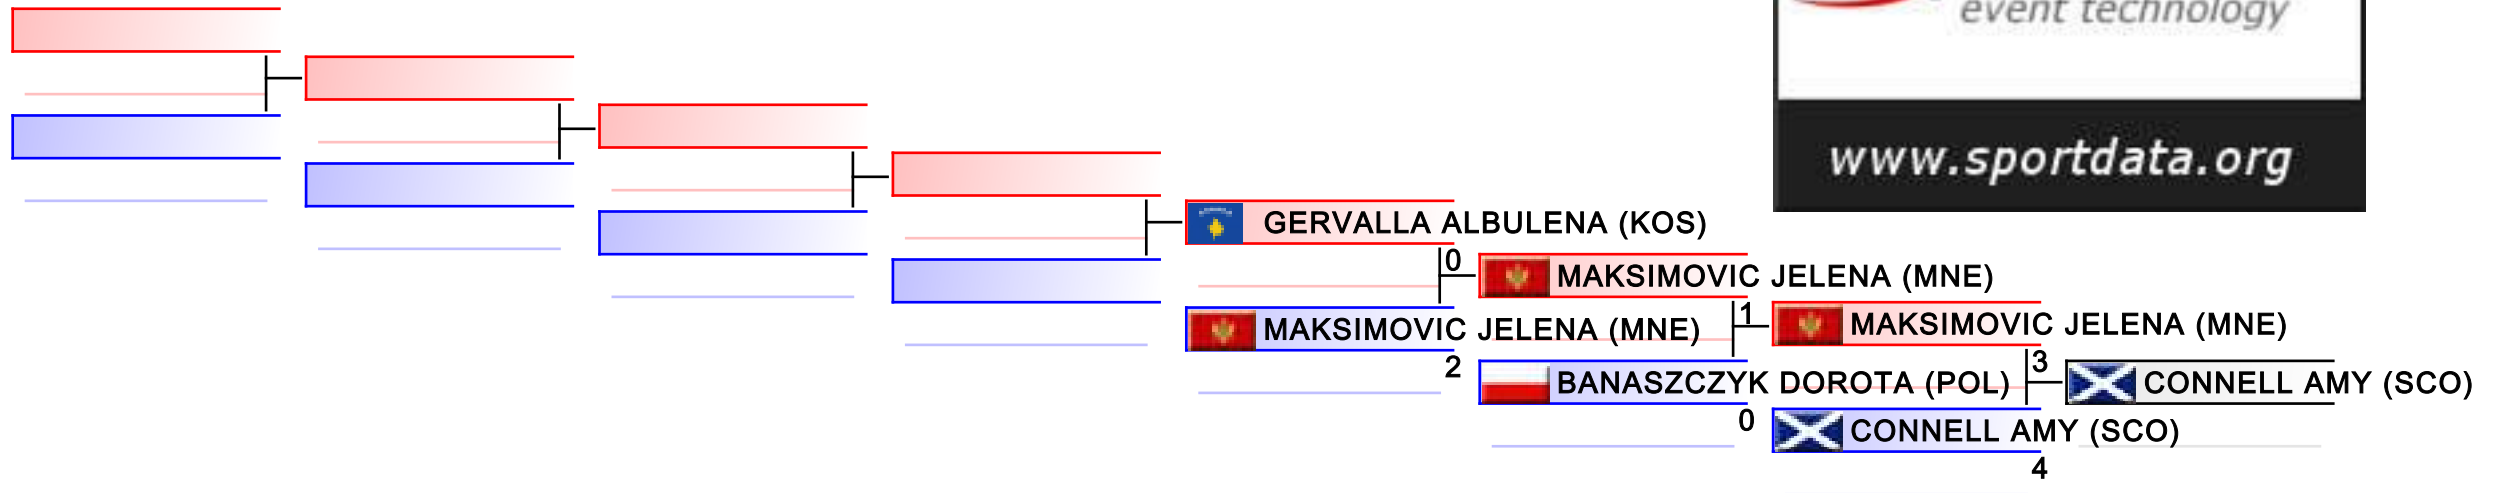 event technology
www.sportdata.org
GERVALLA ALBULENA (KOS)
0
MAKSIMOVIC JELENA (MNE)
MAKSIMOVIC JELENA (MNE)
2
1
BANASZCZYK DOROTA (POL)
0
MAKSIMOVIC JELENA (MNE)
3
CONNELL AMY (SCO)
4
CONNELL AMY (SCO)